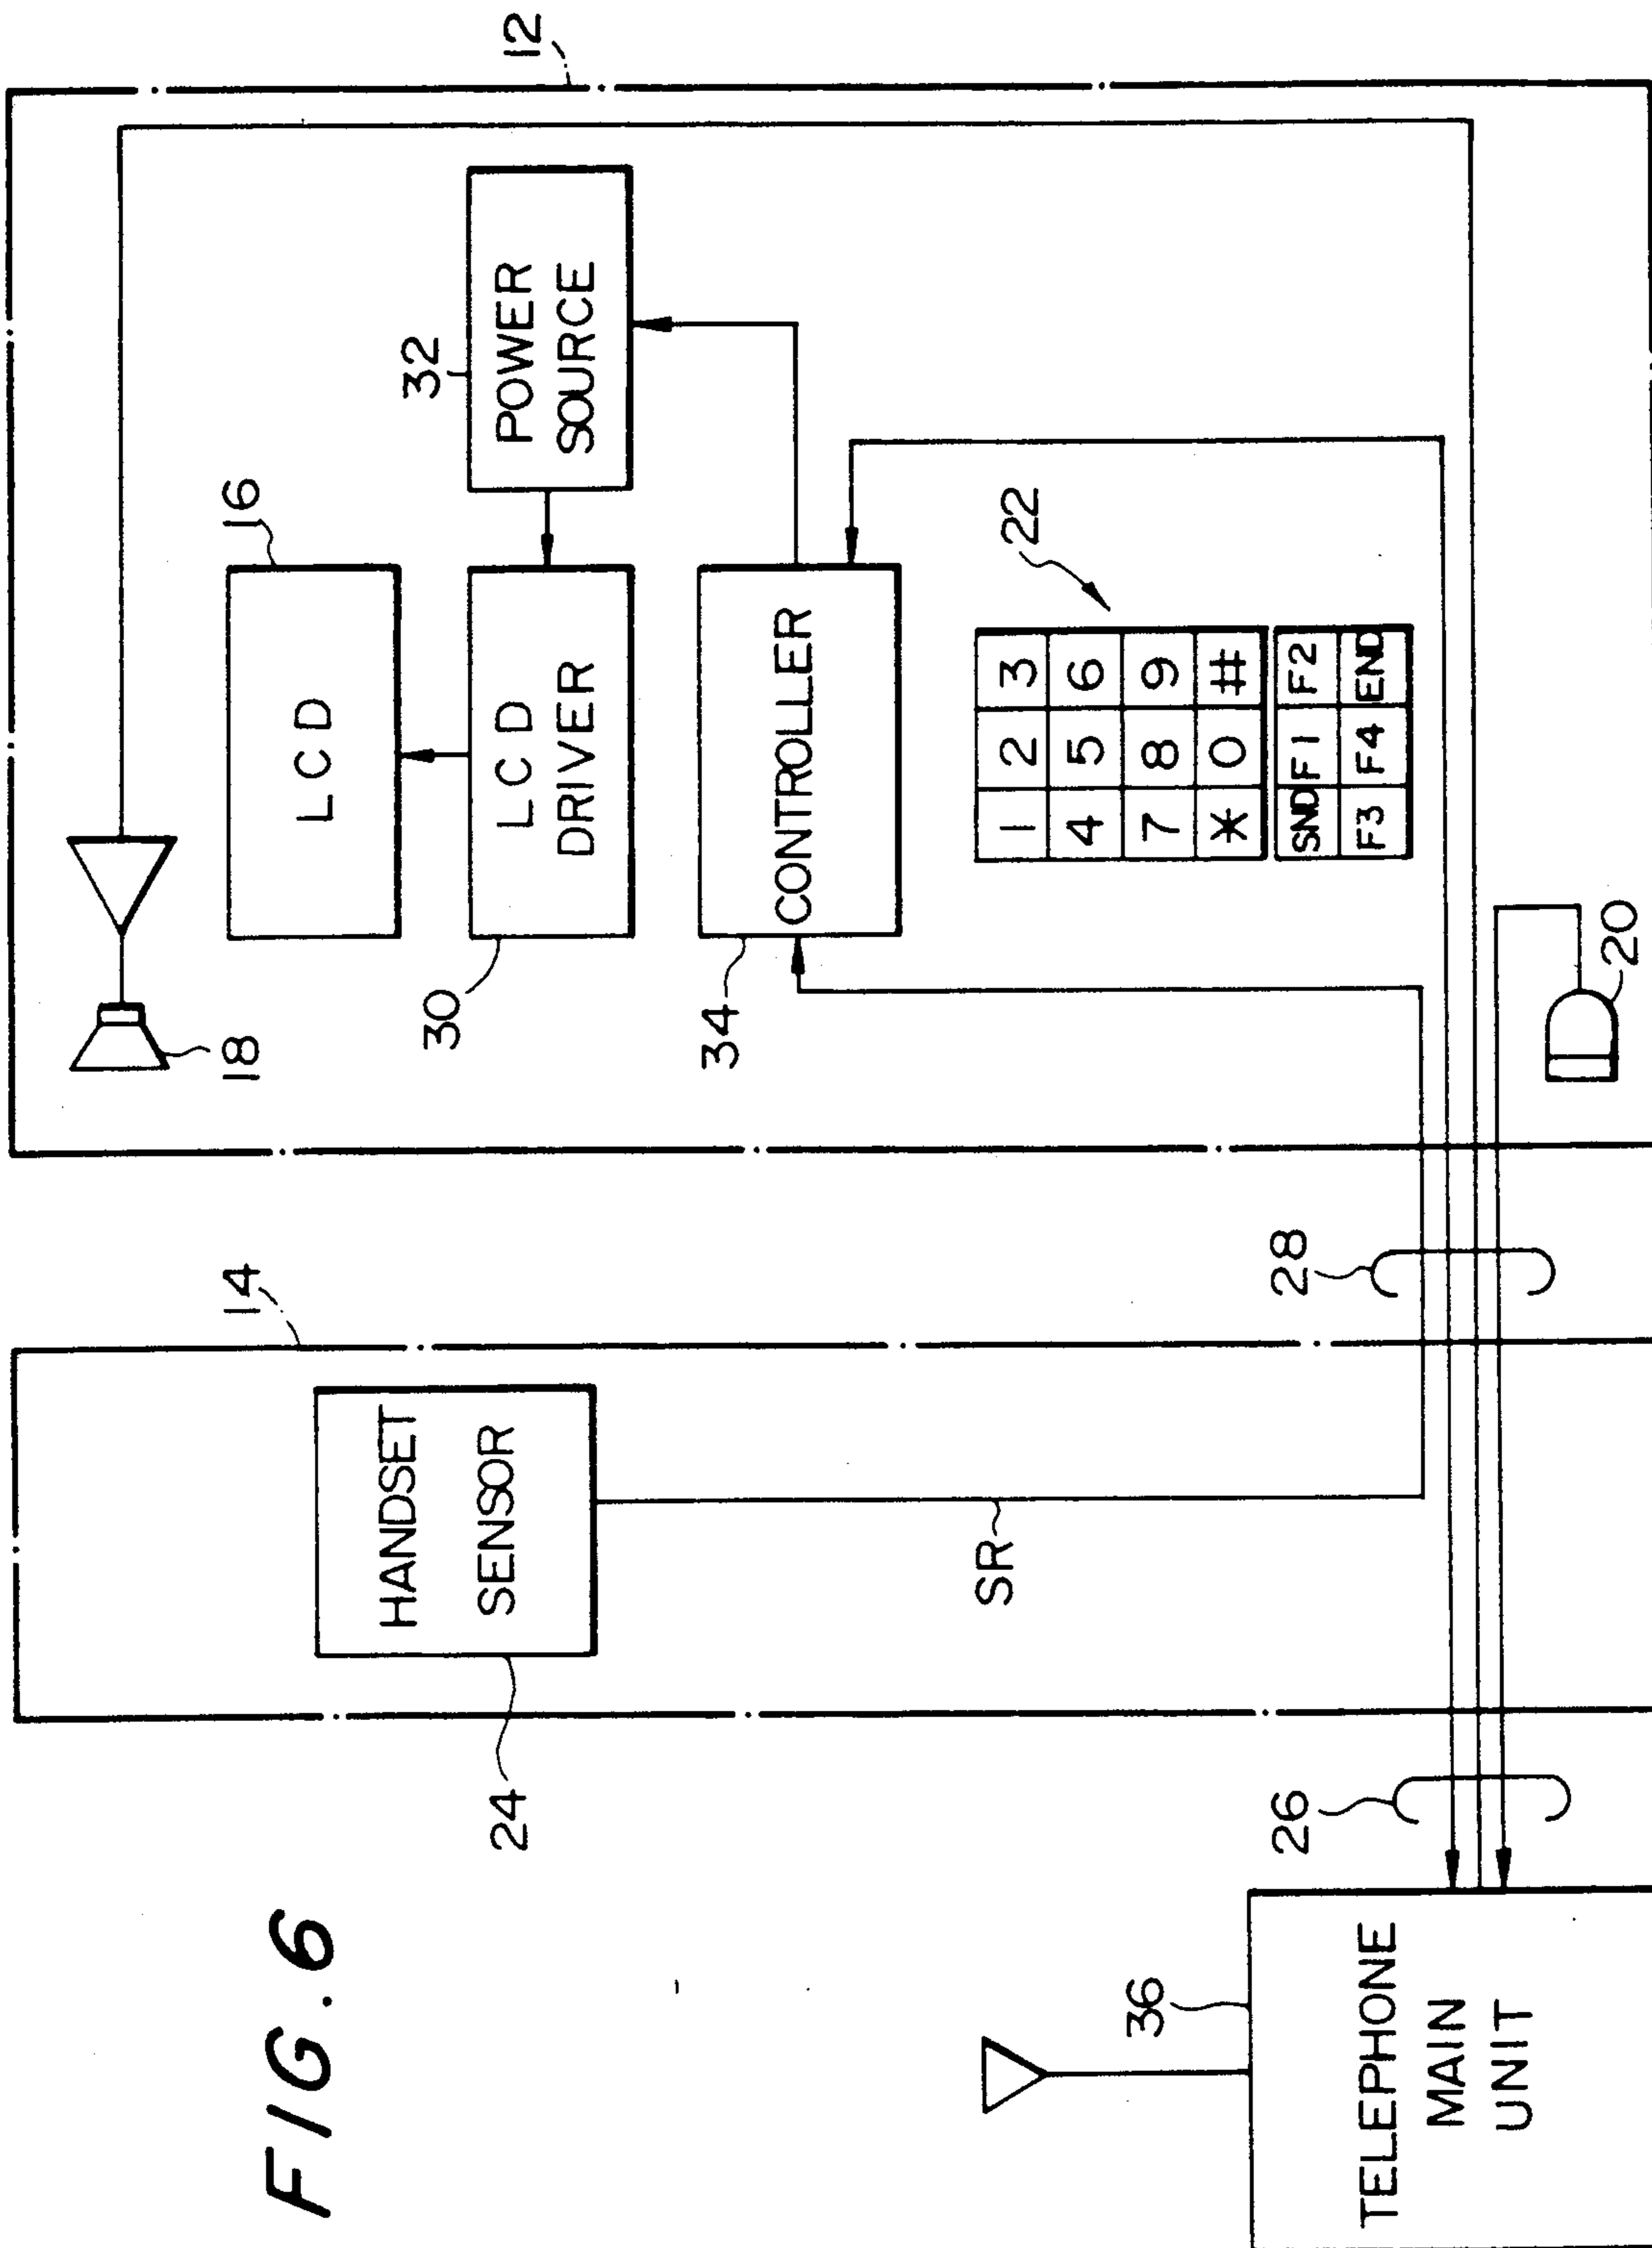 FIG. 6
12
18
16
LCD
30
LCD
DRIVER
32
POWER
SOURCE
34
CONTROLLER
22
1 2 3
4 5 6
7 8 9
* 0 #
SND F1 F2
F3 F4 END
20
14
24
HANDSET
SENSOR
SR
28
26
36
TELEPHONE
MAIN
UNIT